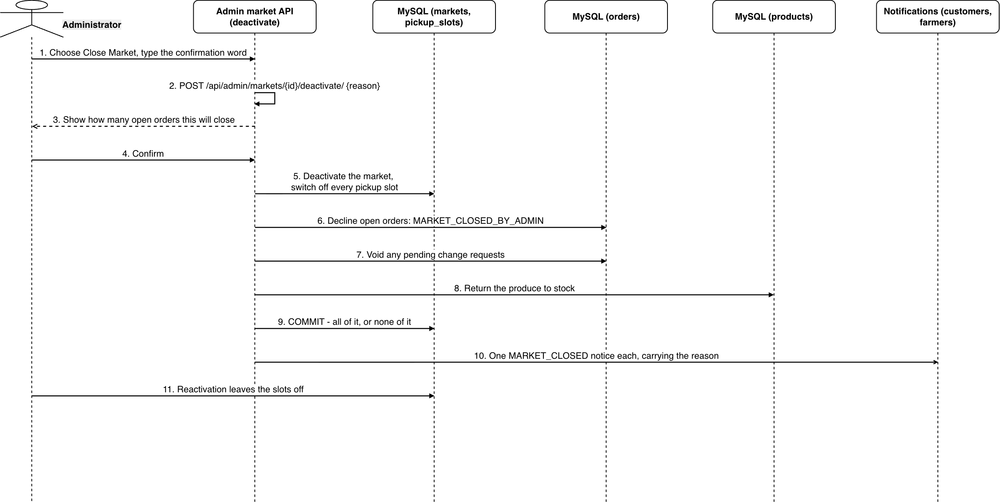 Administrator
Admin market API
(deactivate)
MySQL (markets,
pickup_slots)
MySQL (orders)
MySQL (products)
Notifications (customers,
farmers)
1. Choose Close Market, type the confirmation word
2. POST /api/admin/markets/{id}/deactivate/ {reason}
3. Show how many open orders this will close
4. Confirm
5. Deactivate the market,
switch off every pickup slot
6. Decline open orders: MARKET_CLOSED_BY_ADMIN
7. Void any pending change requests
8. Return the produce to stock
9. COMMIT - all of it, or none of it
10. One MARKET_CLOSED notice each, carrying the reason
11. Reactivation leaves the slots off